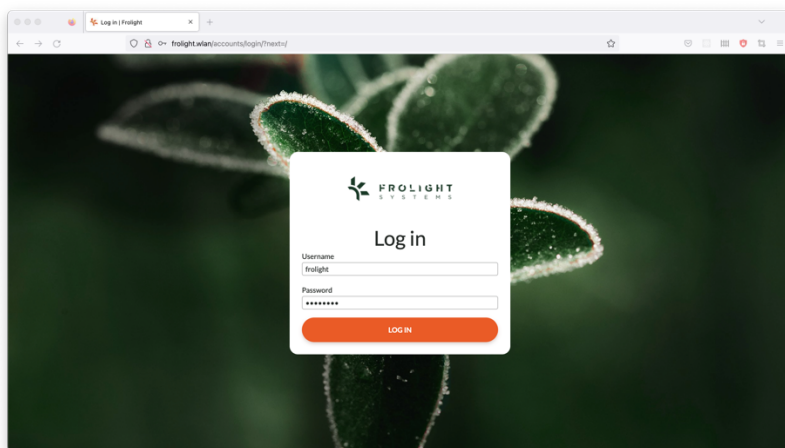 Log in | Frolight
frolight.wlan/accounts/login/?next=/
FROLIGHT
SYSTEMS
Log in
Username
frolight
Password
••••••••
LOG IN